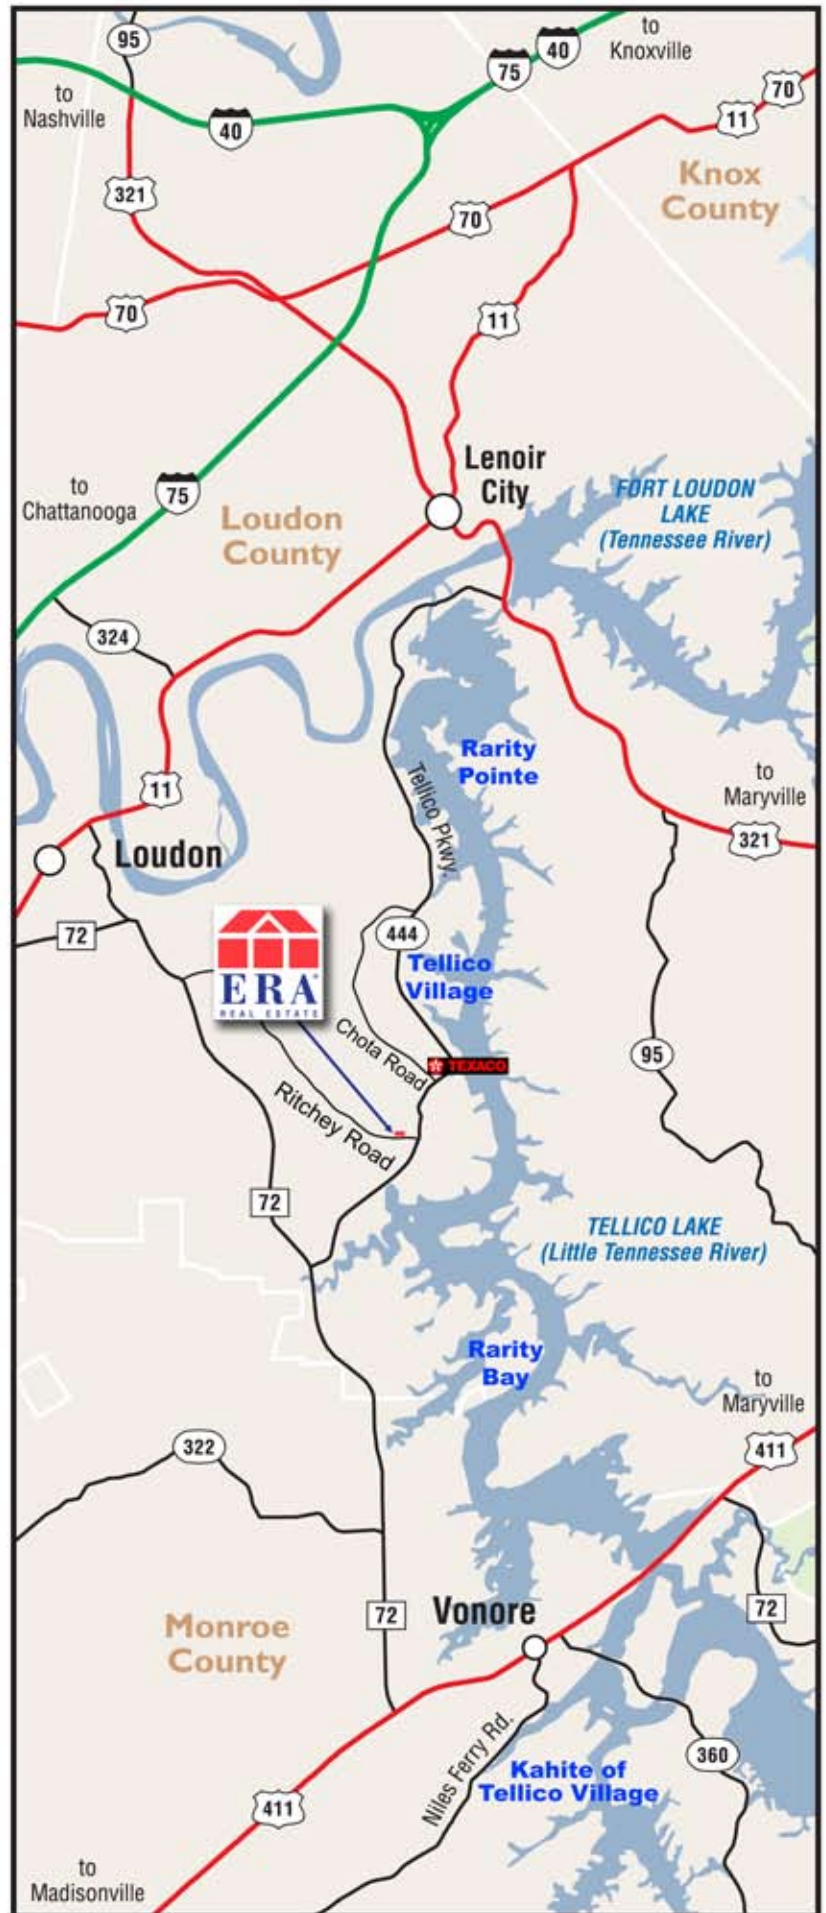 95
to
Knoxville
40
75
to
Nashville
40
70
11
Knox
County
321
70
70
11
Lenoir
City
to
Chattanooga
75
Loudon
County
FORT LOUDON
LAKE
(Tennessee River)
324
Rarity
Pointe
to
Maryville
11
Tellico Pkwy.
321
Loudon
72
444
ERA
REAL ESTATE
Tellico
Village
Chota Road
TEXACO
95
Ritchey Road
72
TELLICO LAKE
(Little Tennessee River)
Rarity
Bay
to
Maryville
411
322
72
Vonore
72
Monroe
County
Niles Ferry Rd.
360
Kahite of
Tellico Village
411
to
Madisonville